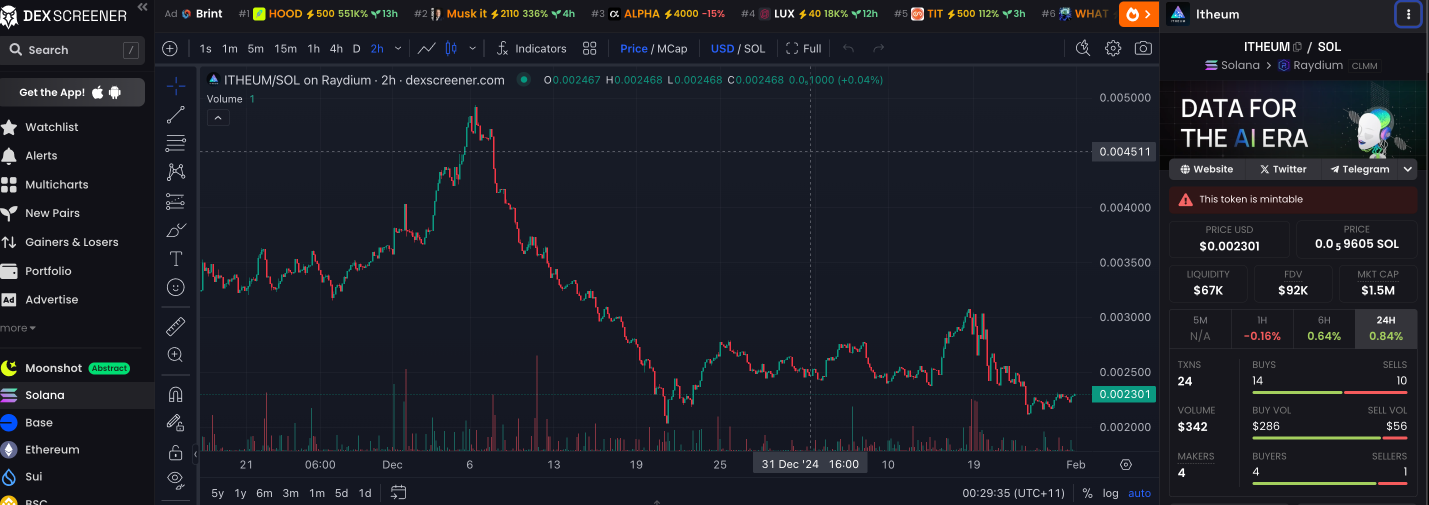 DEX SCREENER
Ad Brint #1 HOOD 500 551K% 13h #2 Musk it 2110 336% 4h #3 ALPHA 4000 -15% #4 LUX 40 18K% 12h #5 TIT 500 112% 3h #6 WHAT
Search /
Get the App!
Watchlist
Alerts
Multicharts
New Pairs
Gainers & Losers
Portfolio
Ad Advertise
more
Moonshot Abstract
Solana
Base
Ethereum
Sui
BSC
1s 1m 5m 15m 1h 4h D 2h Indicators Price / MCap USD / SOL Full
ITHEUM/SOL on Raydium · 2h · dexscreener.com O0.002467 H0.002468 L0.002468 C0.002468 0.0₆1000 (+0.04%)
Volume 1
0.005000
0.004511
0.004000
0.003500
0.003000
0.002500
0.002301
0.002000
21 06:00 Dec 6 13 19 25 31 Dec '24 16:00 10 19 Feb
5y 1y 6m 3m 1m 5d 1d 00:29:35 (UTC+11) % log auto
Itheum
ITHEUM / SOL
Solana > Raydium CLMM
DATA FOR
THE AI ERA
Website Twitter Telegram
This token is mintable
PRICE USD PRICE
$0.002301 0.0₅9605 SOL
LIQUIDITY FDV MKT CAP
$67K $92K $1.5M
5M 1H 6H 24H
N/A -0.16% 0.64% 0.84%
TXNS BUYS SELLS
24 14 10
VOLUME BUY VOL SELL VOL
$342 $286 $56
MAKERS BUYERS SELLERS
4 4 1